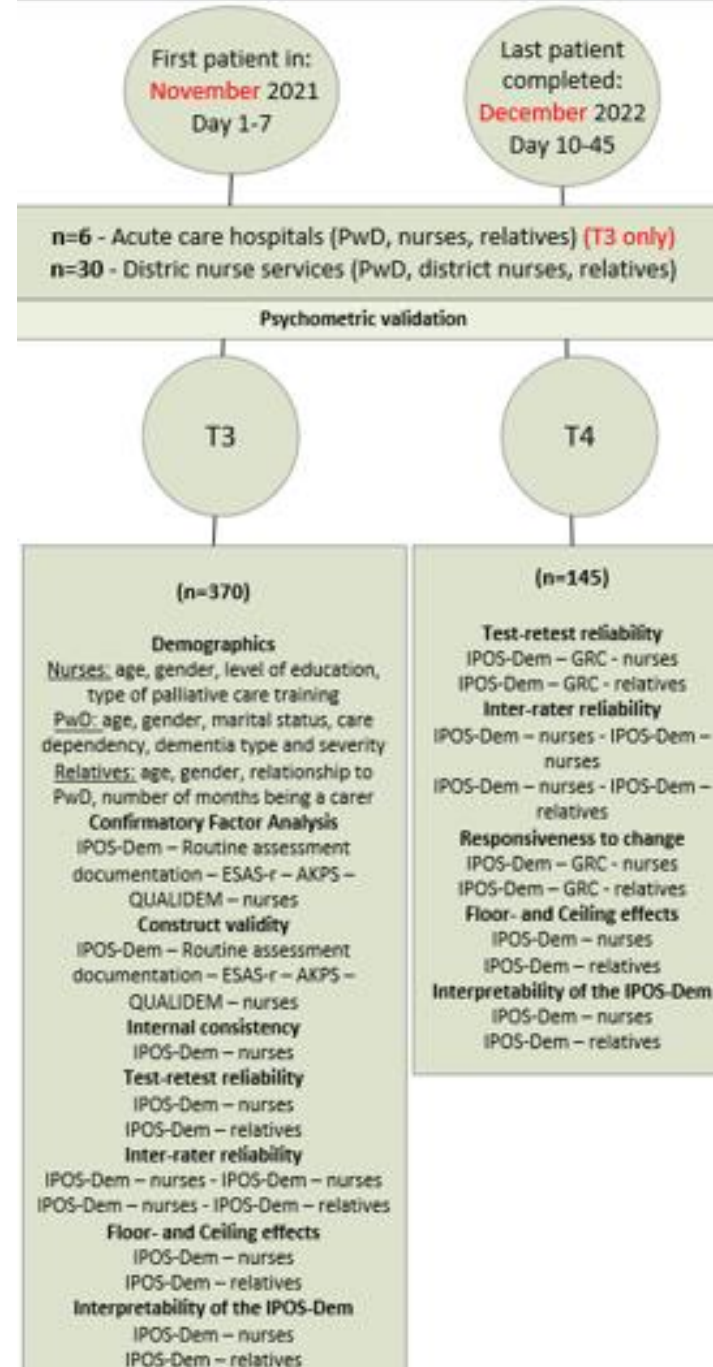 First patient in:
November 2021
Day 1-7
Last patient
completed:
December 2022
Day 10-45
n=6 - Acute care hospitals (PwD, nurses, relatives) (T3 only)
n=30 - Distric nurse services (PwD, district nurses, relatives)
Psychometric validation
T3
T4
(n=370)
Demographics
Nurses: age, gender, level of education,
type of palliative care training
PwD: age, gender, marital status, care
dependency, dementia type and severity
Relatives: age, gender, relationship to
PwD, number of months being a carer
Confirmatory Factor Analysis
IPOS-Dem – Routine assessment
documentation – ESAS-r – AKPS –
QUALIDEM – nurses
Construct validity
IPOS-Dem – Routine assessment
documentation – ESAS-r – AKPS –
QUALIDEM – nurses
Internal consistency
IPOS-Dem – nurses
Test-retest reliability
IPOS-Dem – nurses
IPOS-Dem – relatives
Inter-rater reliability
IPOS-Dem – nurses - IPOS-Dem – nurses
IPOS-Dem – nurses - IPOS-Dem – relatives
Floor- and Ceiling effects
IPOS-Dem – nurses
IPOS-Dem – relatives
Interpretability of the IPOS-Dem
IPOS-Dem – nurses
IPOS-Dem – relatives
(n=145)
Test-retest reliability
IPOS-Dem – GRC - nurses
IPOS-Dem – GRC - relatives
Inter-rater reliability
IPOS-Dem – nurses - IPOS-Dem –
nurses
IPOS-Dem – nurses - IPOS-Dem –
relatives
Responsiveness to change
IPOS-Dem – GRC - nurses
IPOS-Dem – GRC - relatives
Floor- and Ceiling effects
IPOS-Dem – nurses
IPOS-Dem – relatives
Interpretability of the IPOS-Dem
IPOS-Dem – nurses
IPOS-Dem – relatives